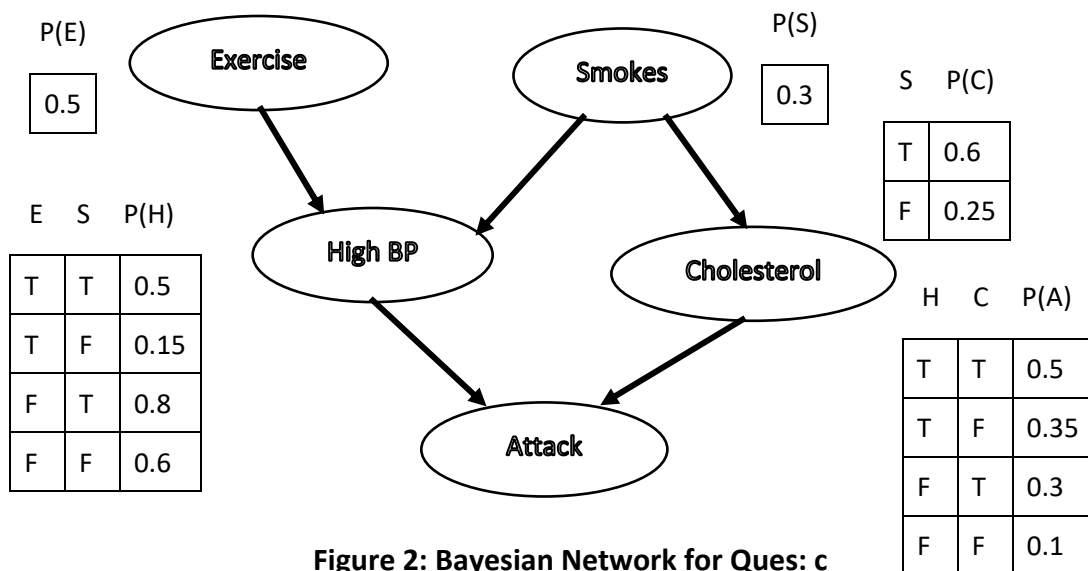 P(E)
0.5
Exercise
Smokes
P(S)
0.3
S P(C)
T 0.6
F 0.25
E S P(H)
T T 0.5
T F 0.15
F T 0.8
F F 0.6
High BP
Cholesterol
H C P(A)
T T 0.5
T F 0.35
F T 0.3
F F 0.1
Attack
Figure 2: Bayesian Network for Ques: c